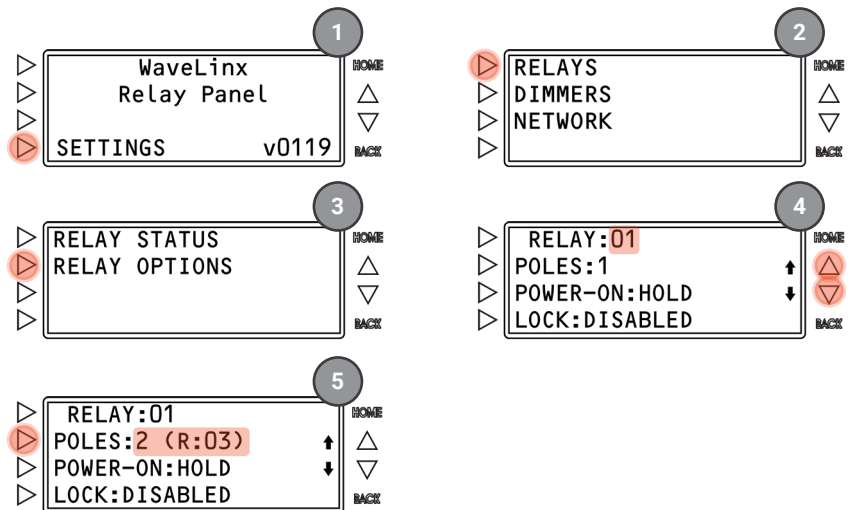 1
WaveLinx
Relay Panel
SETTINGS v0119
HOME
BACK
2
RELAYS
DIMMERS
NETWORK
HOME
BACK
3
RELAY STATUS
RELAY OPTIONS
HOME
BACK
4
RELAY:01
POLES:1
POWER-ON:HOLD
LOCK:DISABLED
HOME
BACK
5
RELAY:01
POLES:2 (R:03)
POWER-ON:HOLD
LOCK:DISABLED
HOME
BACK